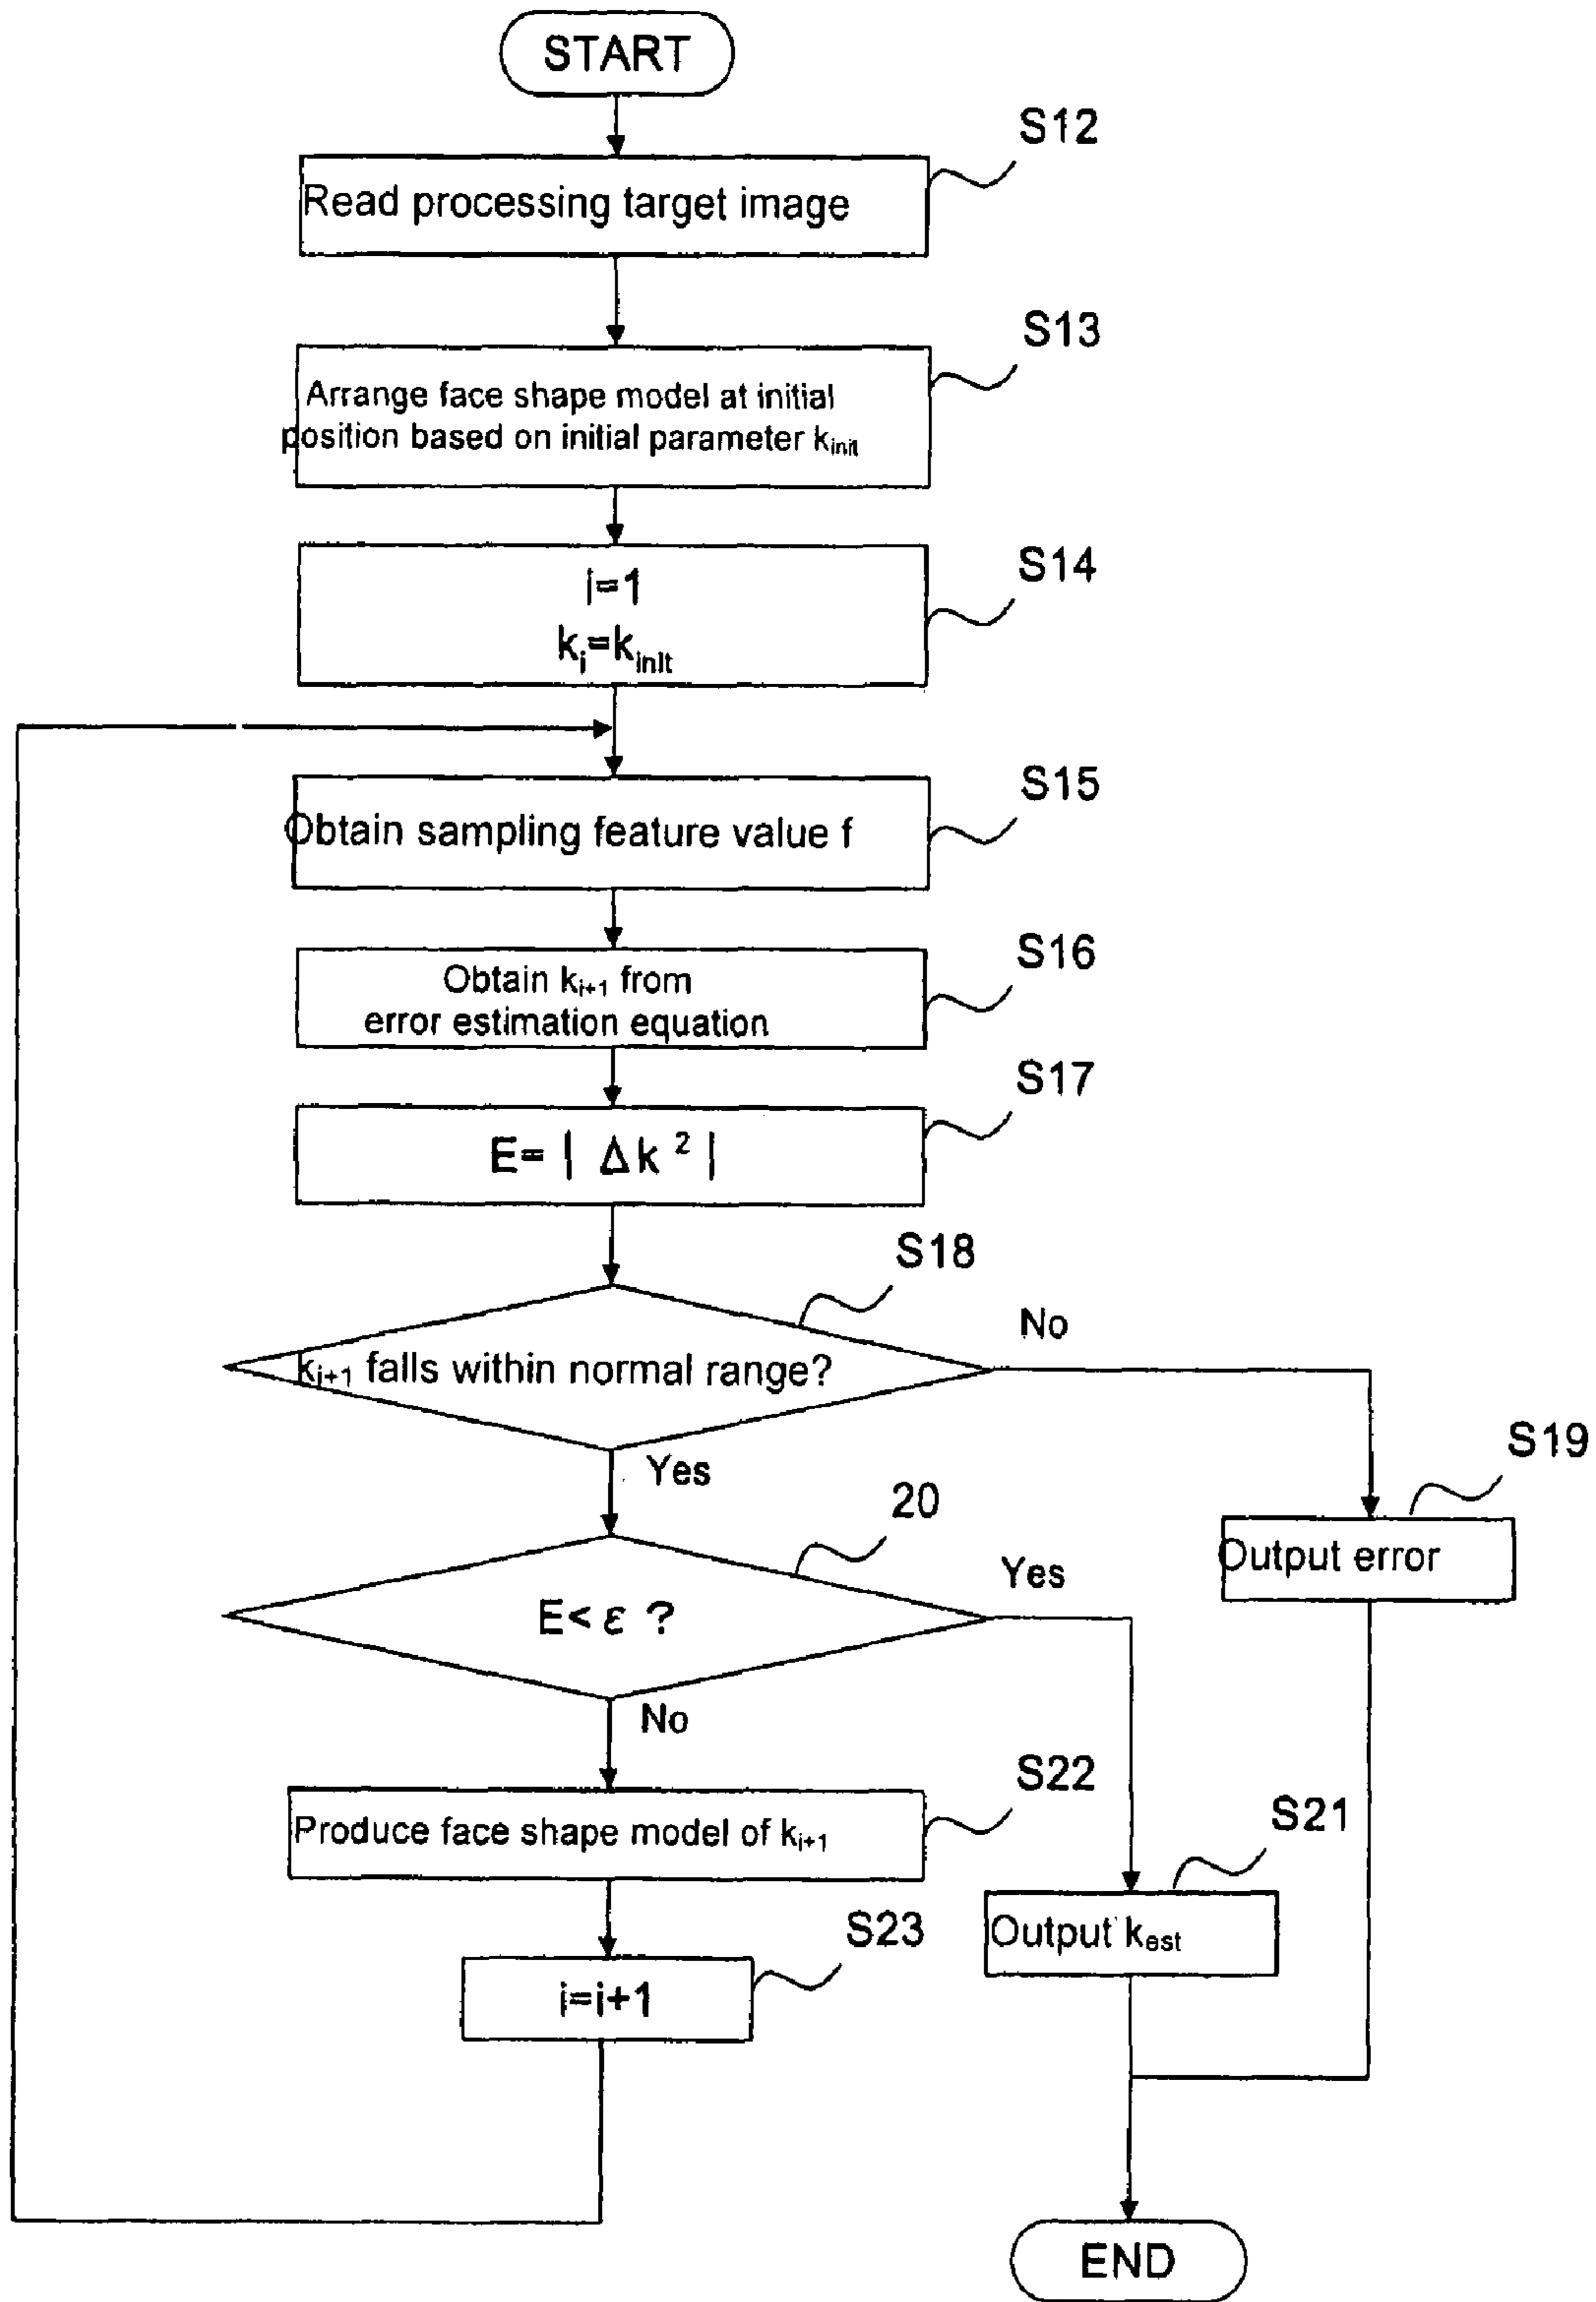 START
S12
Read processing target image
S13
Arrange face shape model at initial
position based on initial parameter kinit
S14
i=1
ki=kinit
S15
Obtain sampling feature value f
S16
Obtain ki+1 from
error estimation equation
S17
E=| Δk ² |
S18
ki+1 falls within normal range?
No
Yes
S19
Output error
20
E< ε ?
Yes
No
S22
Produce face shape model of ki+1
S21
Output kest
S23
i=i+1
END